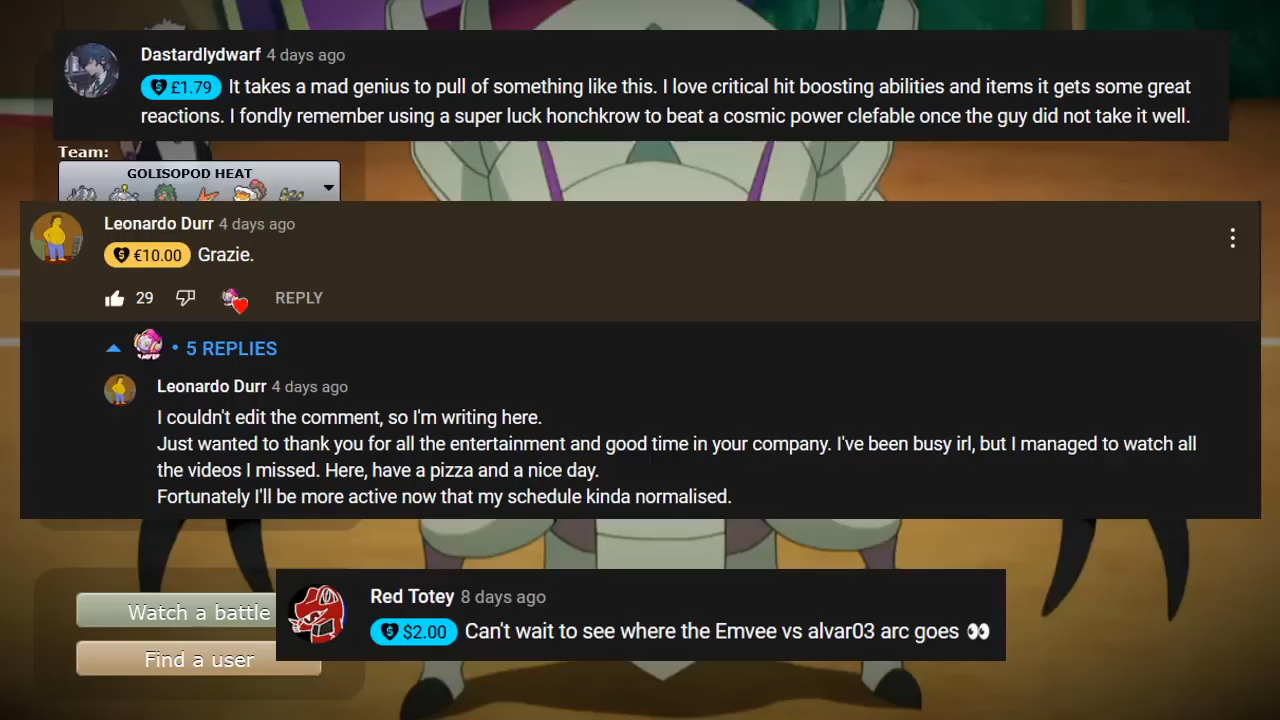 Dastardlydwarf 4 days ago
£1.79 It takes a mad genius to pull of something like this. I love critical hit boosting abilities and items it gets some great
reactions. I fondly remember using a super luck honchkrow to beat a cosmic power clefable once the guy did not take it well.
Team:
GOLISOPOD HEAT
Leonardo Durr 4 days ago
€10.00 Grazie.
29 REPLY
• 5 REPLIES
Leonardo Durr 4 days ago
I couldn't edit the comment, so I'm writing here.
Just wanted to thank you for all the entertainment and good time in your company. I've been busy irl, but I managed to watch all
the videos I missed. Here, have a pizza and a nice day.
Fortunately I'll be more active now that my schedule kinda normalised.
Red Totey 8 days ago
$2.00 Can't wait to see where the Emvee vs alvar03 arc goes 👀
Watch a battle
Find a user